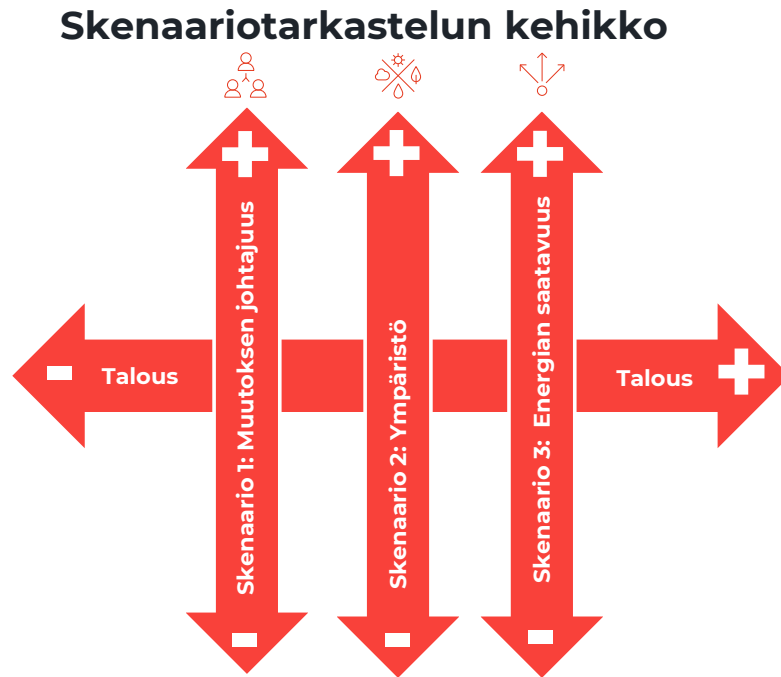 Skenaariotarkastelun kehikko
+ + +
Skenaario 1: Muutoksen johtajuus
Skenaario 2: Ympäristö
Skenaario 3: Energian saatavuus
- Talous
Talous +
- - -